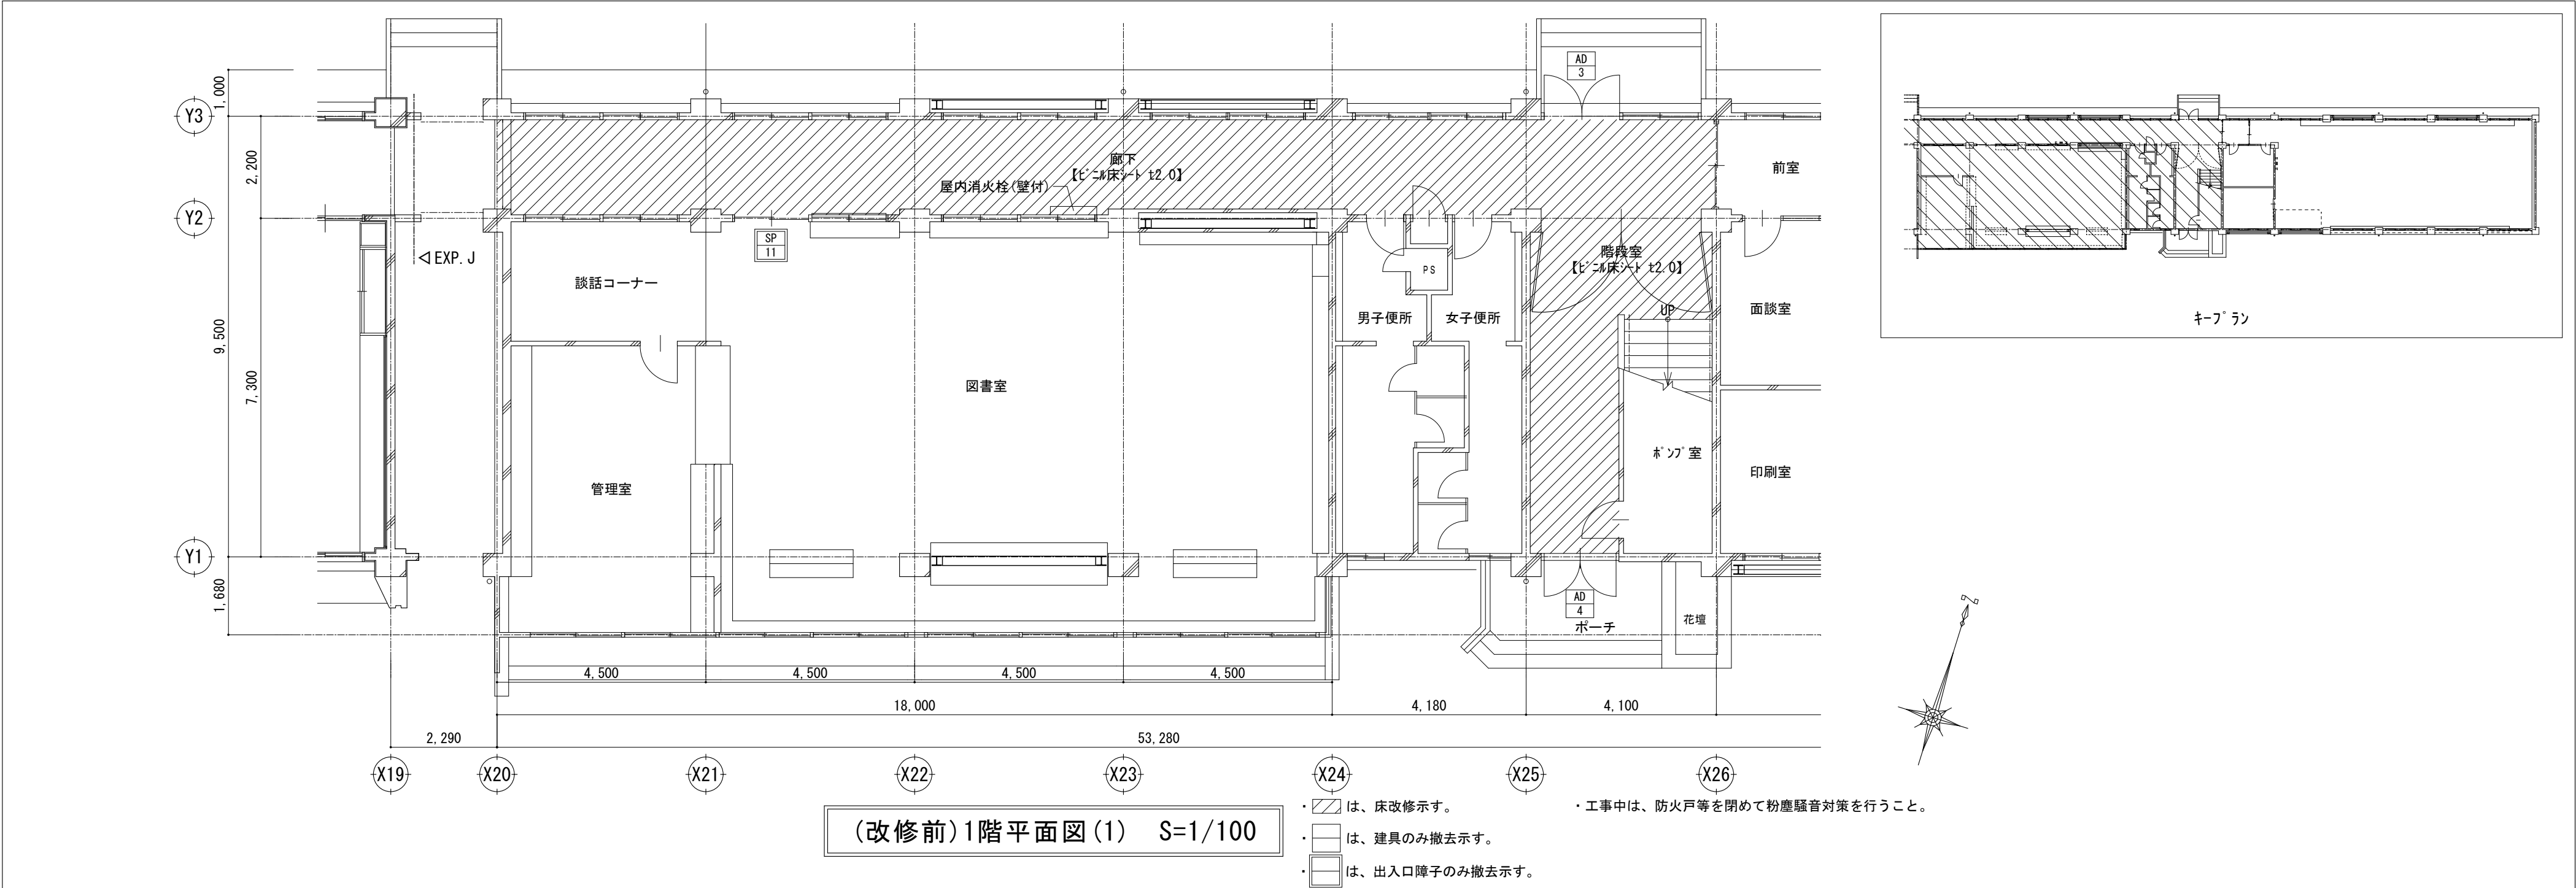 1,000
AD
3
Y3
2,200
廊下
【ﾋﾞﾆﾙ床ｼｰﾄ t2.0】
屋内消火栓(壁付)
前室
Y2
SP
11
◁EXP.J
階段室
【ﾋﾞﾆﾙ床ｼｰﾄ t2.0】
PS
談話コーナー
UP
面談室
男子便所
女子便所
9,500
7,300
図書室
ﾎﾟﾝﾌﾟ室
印刷室
管理室
Y1
1,680
AD
4
ポーチ
花壇
4,500
4,500
4,500
4,500
18,000
4,180
4,100
2,290
53,280
X19
X20
X21
X22
X23
X24
X25
X26
キープラン
Z
(改修前)1階平面図(1) S=1/100
・ は、床改修示す。
・ は、建具のみ撤去示す。
・ は、出入口障子のみ撤去示す。
・工事中は、防火戸等を閉めて粉塵騒音対策を行うこと。